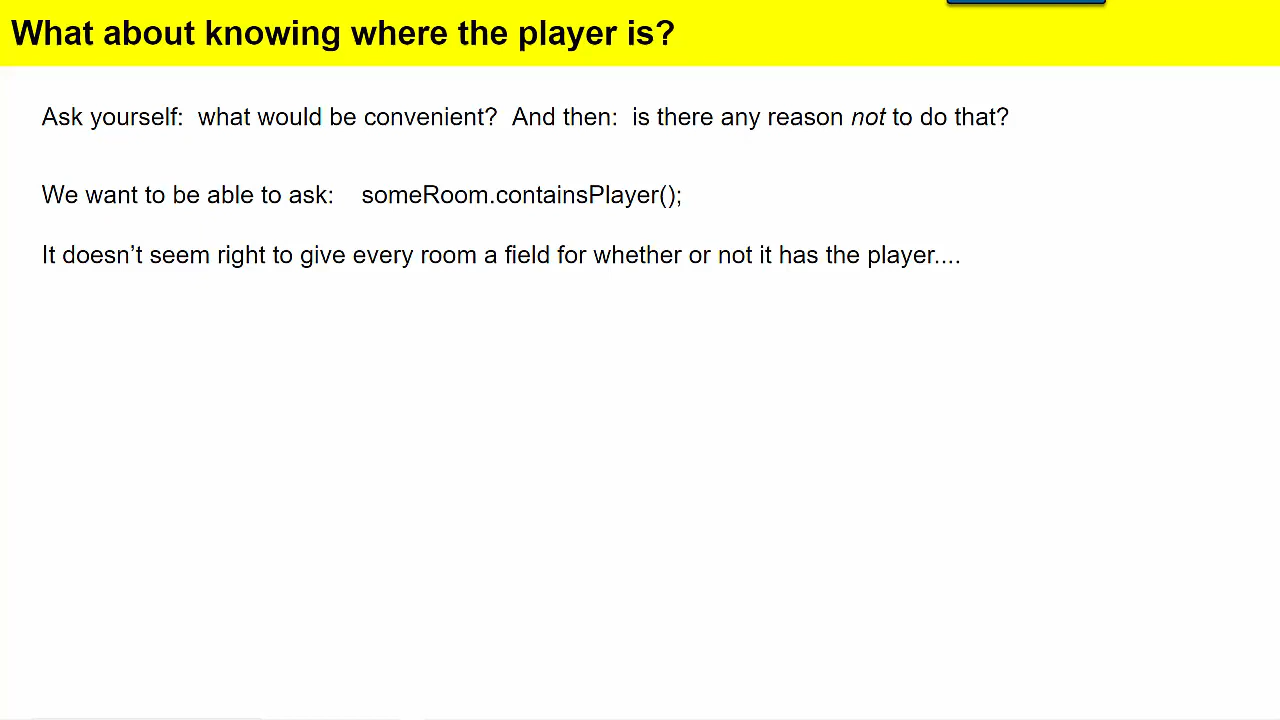 What about knowing where the player is?
Ask yourself:  what would be convenient?  And then:  is there any reason not to do that?
We want to be able to ask:    someRoom.containsPlayer();
It doesn’t seem right to give every room a field for whether or not it has the player....